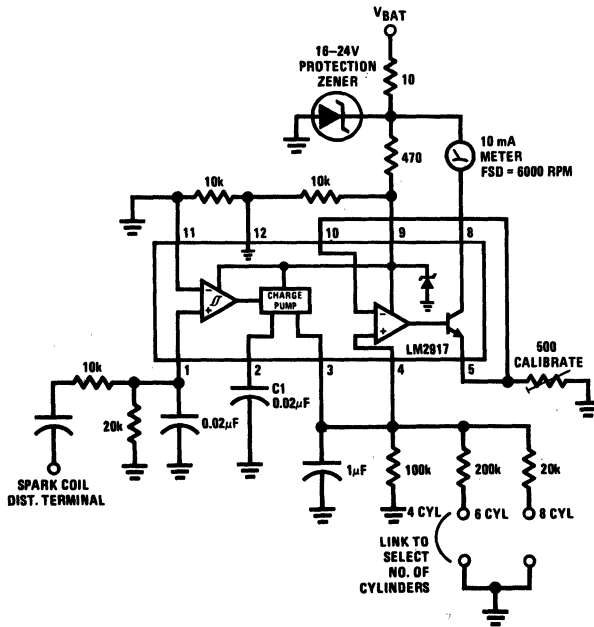 VBAT
16–24V
PROTECTION
ZENER
10
470
10 mA
METER
FSD = 6000 RPM
10k
10k
11
12
10
9
8
CHARGE
PUMP
LM2917
1
2
3
4
5
500
CALIBRATE
10k
20k
0.02μF
C1
0.02μF
1μF
100k
200k
20k
SPARK COIL
DIST. TERMINAL
4 CYL
6 CYL
8 CYL
LINK TO
SELECT
NO. OF
CYLINDERS